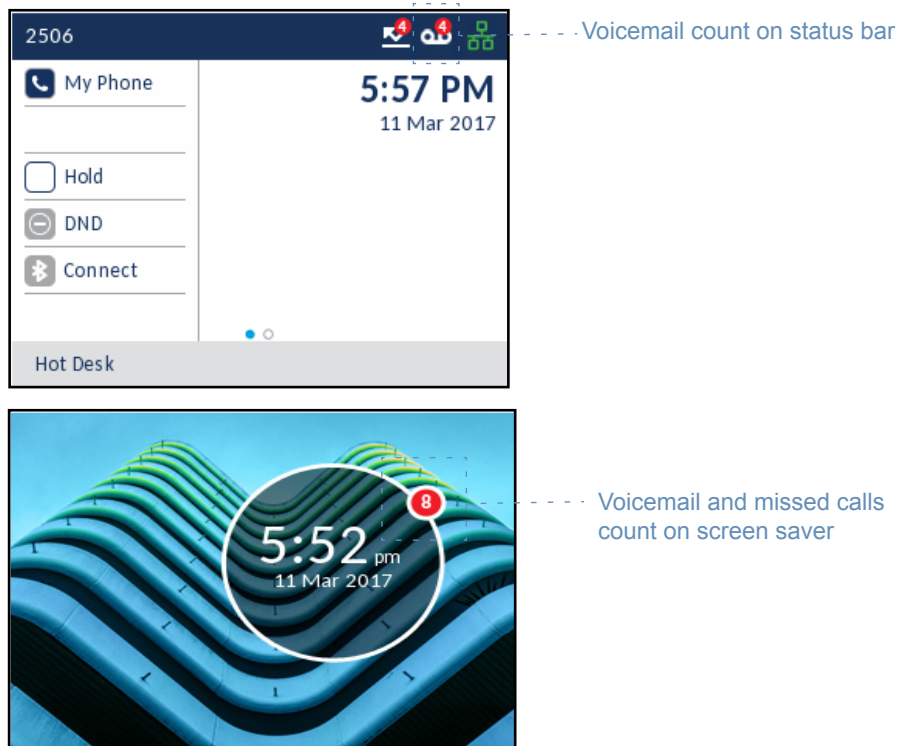 2506
4
4
Voicemail count on status bar
My Phone
5:57 PM
11 Mar 2017
Hold
DND
Connect
Hot Desk
8
Voicemail and missed calls
count on screen saver
5:52 pm
11 Mar 2017